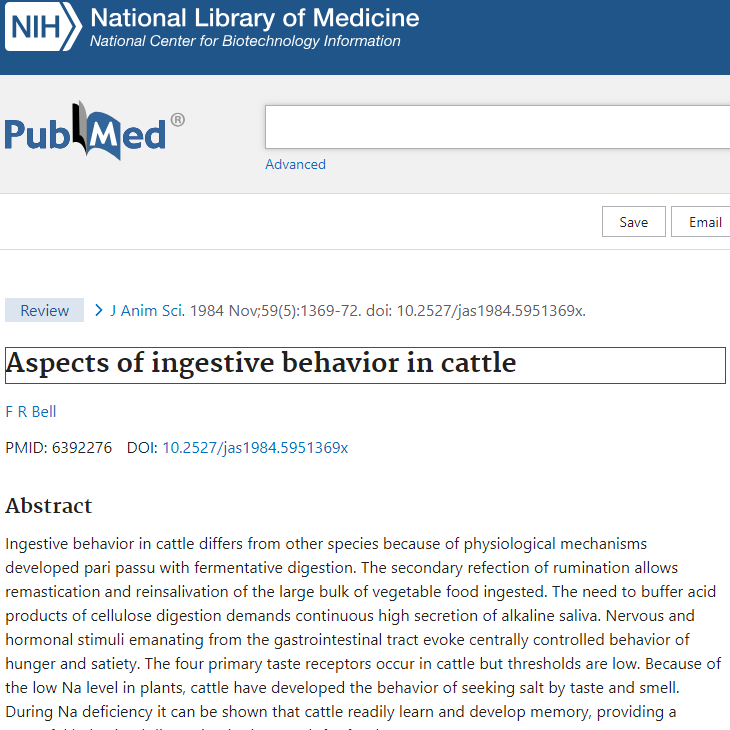 NIH National Library of Medicine
National Center for Biotechnology Information
PubMed®
Advanced
Save Email
Review J Anim Sci. 1984 Nov;59(5):1369-72. doi: 10.2527/jas1984.5951369x.
Aspects of ingestive behavior in cattle
F R Bell
PMID: 6392276 DOI: 10.2527/jas1984.5951369x
Abstract
Ingestive behavior in cattle differs from other species because of physiological mechanisms
developed pari passu with fermentative digestion. The secondary refection of rumination allows
remastication and reinsalivation of the large bulk of vegetable food ingested. The need to buffer acid
products of cellulose digestion demands continuous high secretion of alkaline saliva. Nervous and
hormonal stimuli emanating from the gastrointestinal tract evoke centrally controlled behavior of
hunger and satiety. The four primary taste receptors occur in cattle but thresholds are low. Because of
the low Na level in plants, cattle have developed the behavior of seeking salt by taste and smell.
During Na deficiency it can be shown that cattle readily learn and develop memory, providing a